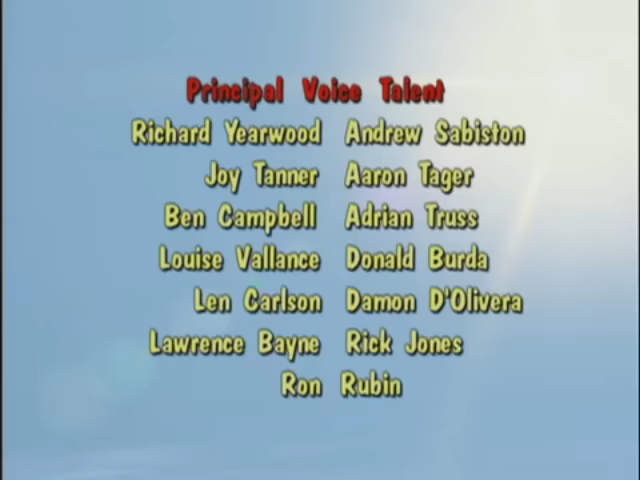 Principal Voice Talent
Richard Yearwood Andrew Sabiston
Joy Tanner Aaron Tager
Ben Campbell Adrian Truss
Louise Vallance Donald Burda
Len Carlson Damon D'Olivera
Lawrence Bayne Rick Jones
Ron Rubin